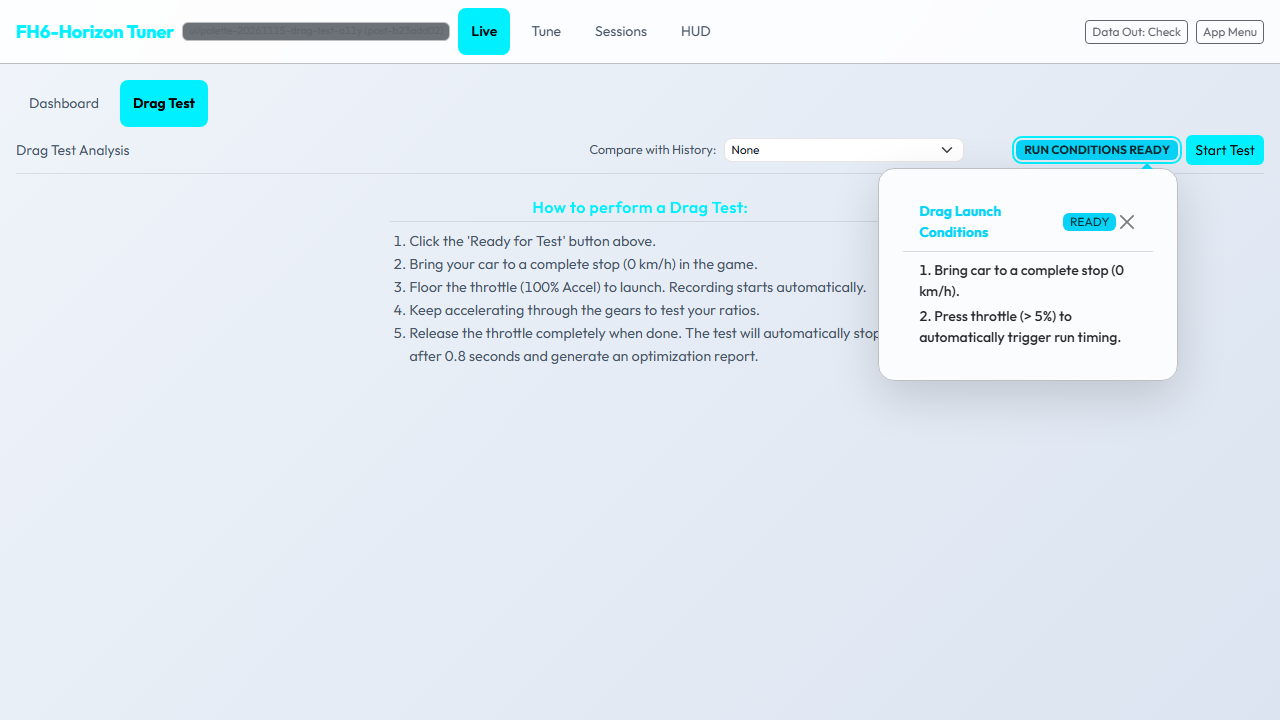 FH6-Horizon Tuner
Live
Tune
Sessions
HUD
Data Out: Check
App Menu
Dashboard
Drag Test
Drag Test Analysis
Compare with History:
None
RUN CONDITIONS READY
Start Test
How to perform a Drag Test:
1. Click the 'Ready for Test' button above.
2. Bring your car to a complete stop (0 km/h) in the game.
3. Floor the throttle (100% Accel) to launch. Recording starts automatically.
4. Keep accelerating through the gears to test your ratios.
5. Release the throttle completely when done. The test will automatically stop
after 0.8 seconds and generate an optimization report.
Drag Launch
Conditions
READY
1. Bring car to a complete stop (0
km/h).
2. Press throttle (> 5%) to
automatically trigger run timing.